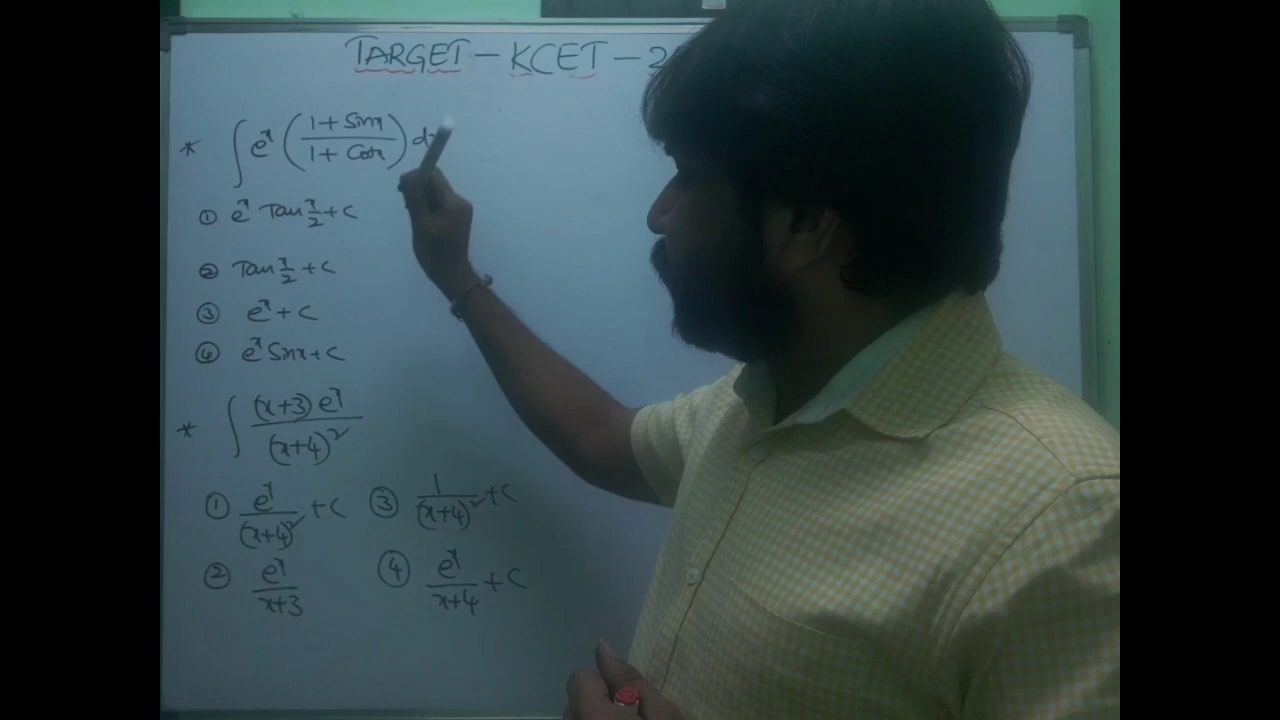 TARGET - KCET - 2
* ∫ e^x (1 + Sinx / 1 + Cosx) dx
① e^x Tan x/2 + C
② Tan x/2 + C
③ e^x + C
④ e^x Sinx + C
* ∫ (x+3) e^x / (x+4)^2
① e^x / (x+4)^2 + C ③ 1 / (x+4)^2 + C
② e^x / x+3 ④ e^x / x+4 + C